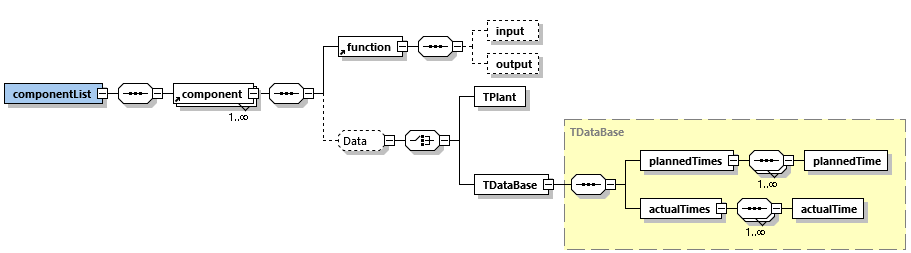 input
function
output
componentList
component
1..∞
TPlant
Data
TDataBase
plannedTimes
plannedTime
1..∞
TDataBase
actualTimes
actualTime
1..∞